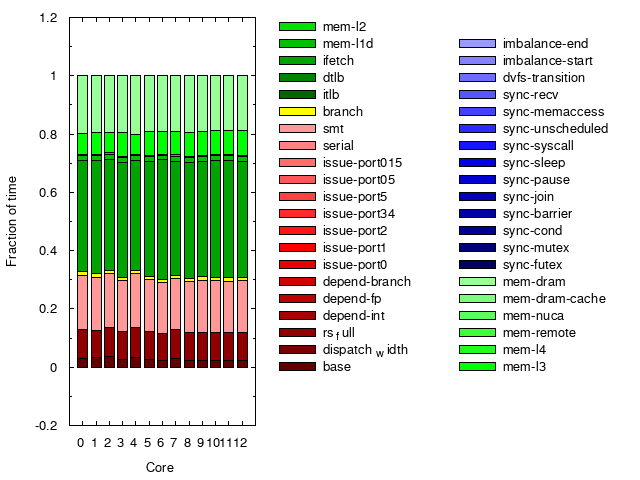 1.2
1
0.8
0.6
0.4
0.2
0
-0.2
Fraction of time
0 1 2 3 4 5 6 7 8 9 10 11 12
Core
mem-l2
mem-l1d
ifetch
dtlb
itlb
branch
smt
serial
issue-port015
issue-port05
issue-port5
issue-port34
issue-port2
issue-port1
issue-port0
depend-branch
depend-fp
depend-int
rs f ull
dispatch w idth
base
imbalance-end
imbalance-start
dvfs-transition
sync-recv
sync-memaccess
sync-unscheduled
sync-syscall
sync-sleep
sync-pause
sync-join
sync-barrier
sync-cond
sync-mutex
sync-futex
mem-dram
mem-dram-cache
mem-nuca
mem-remote
mem-l4
mem-l3